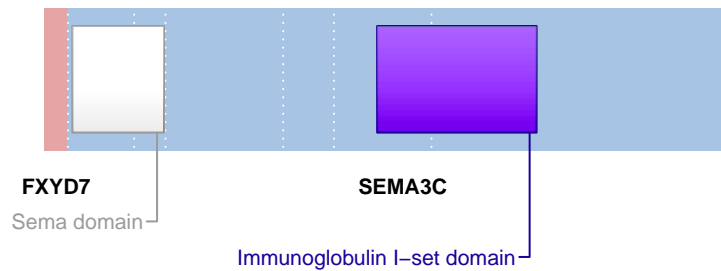 FXYD7 SEMA3C
Sema domain
Immunoglobulin I−set domain